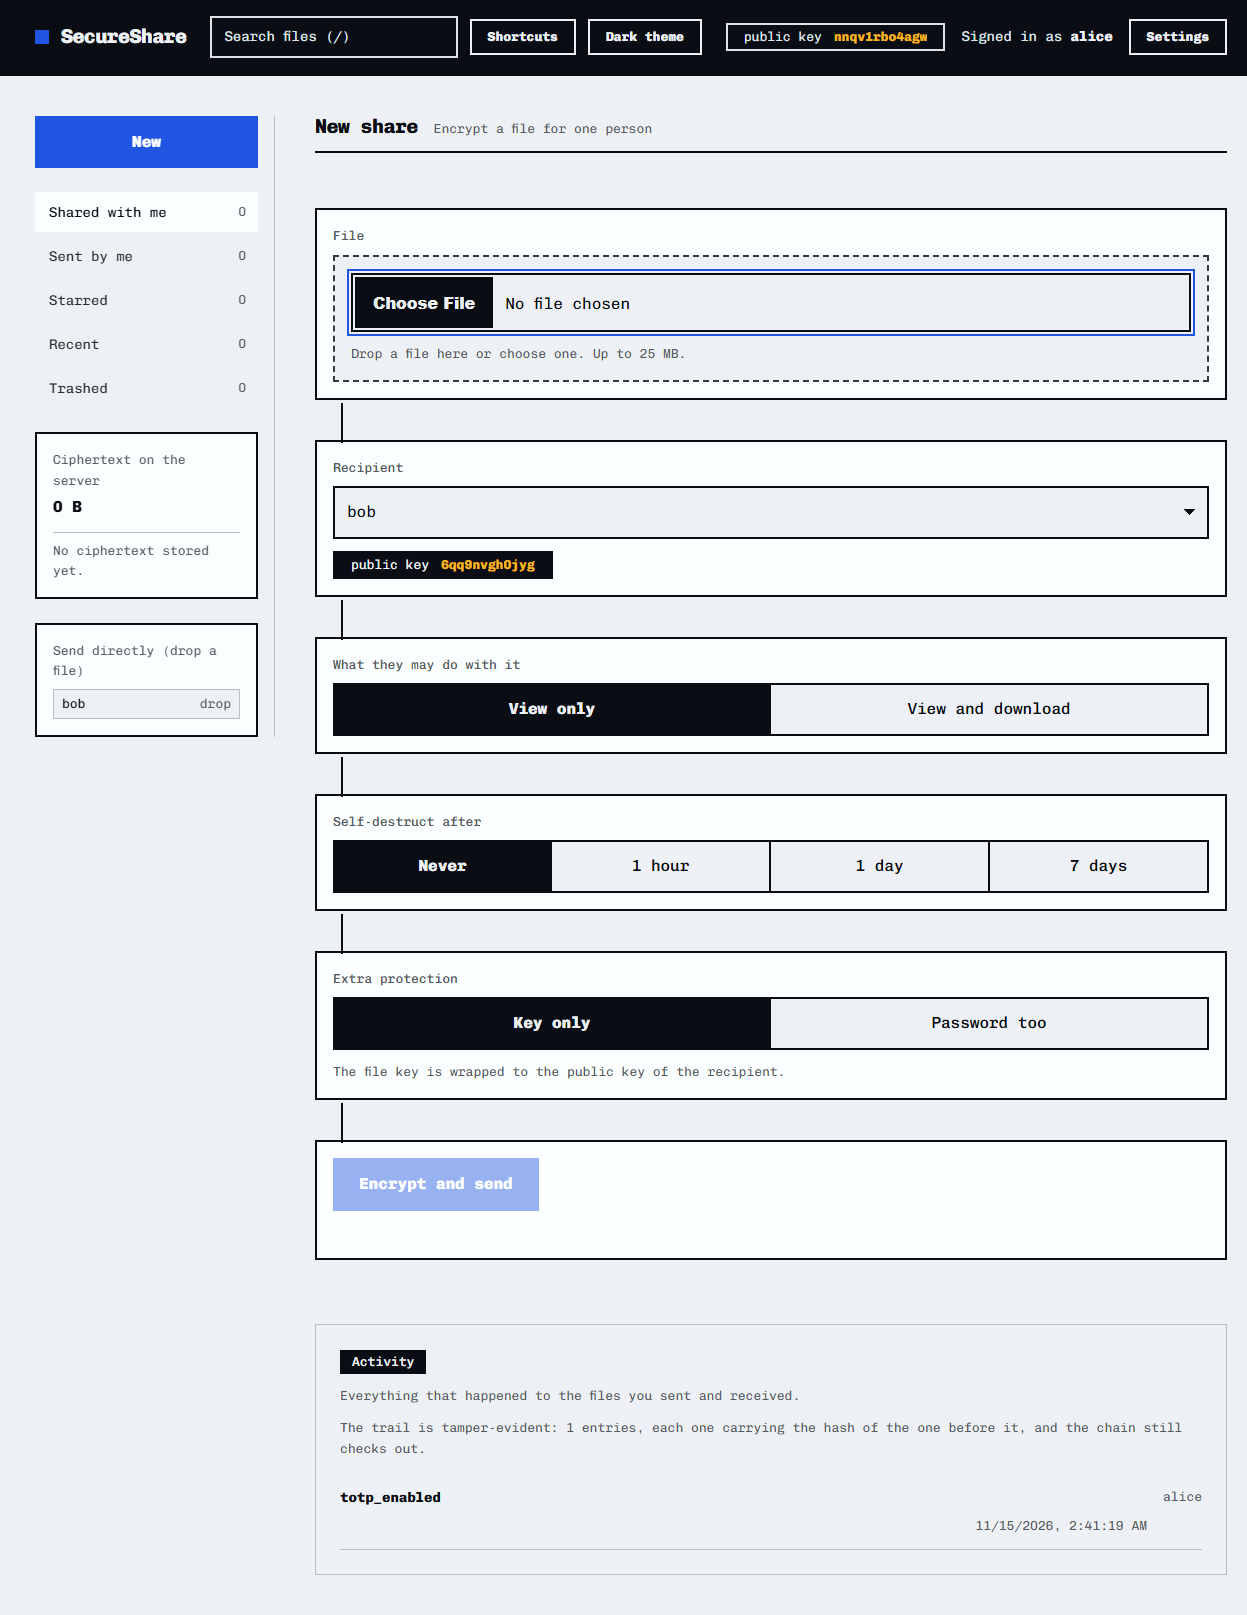 SecureShare
Search files (/)
Shortcuts
Dark theme
public key nnqv1rbo4agw
Signed in as alice
Settings
New
Shared with me 0
Sent by me 0
Starred 0
Recent 0
Trashed 0
Ciphertext on the
server
0 B
No ciphertext stored
yet.
Send directly (drop a
file)
bob drop
New share Encrypt a file for one person
File
Choose File No file chosen
Drop a file here or choose one. Up to 25 MB.
Recipient
bob
public key 6qq9nvgh0jyg
What they may do with it
View only View and download
Self-destruct after
Never 1 hour 1 day 7 days
Extra protection
Key only Password too
The file key is wrapped to the public key of the recipient.
Encrypt and send
Activity
Everything that happened to the files you sent and received.
The trail is tamper-evident: 1 entries, each one carrying the hash of the one before it, and the chain still
checks out.
totp_enabled alice
11/15/2026, 2:41:19 AM